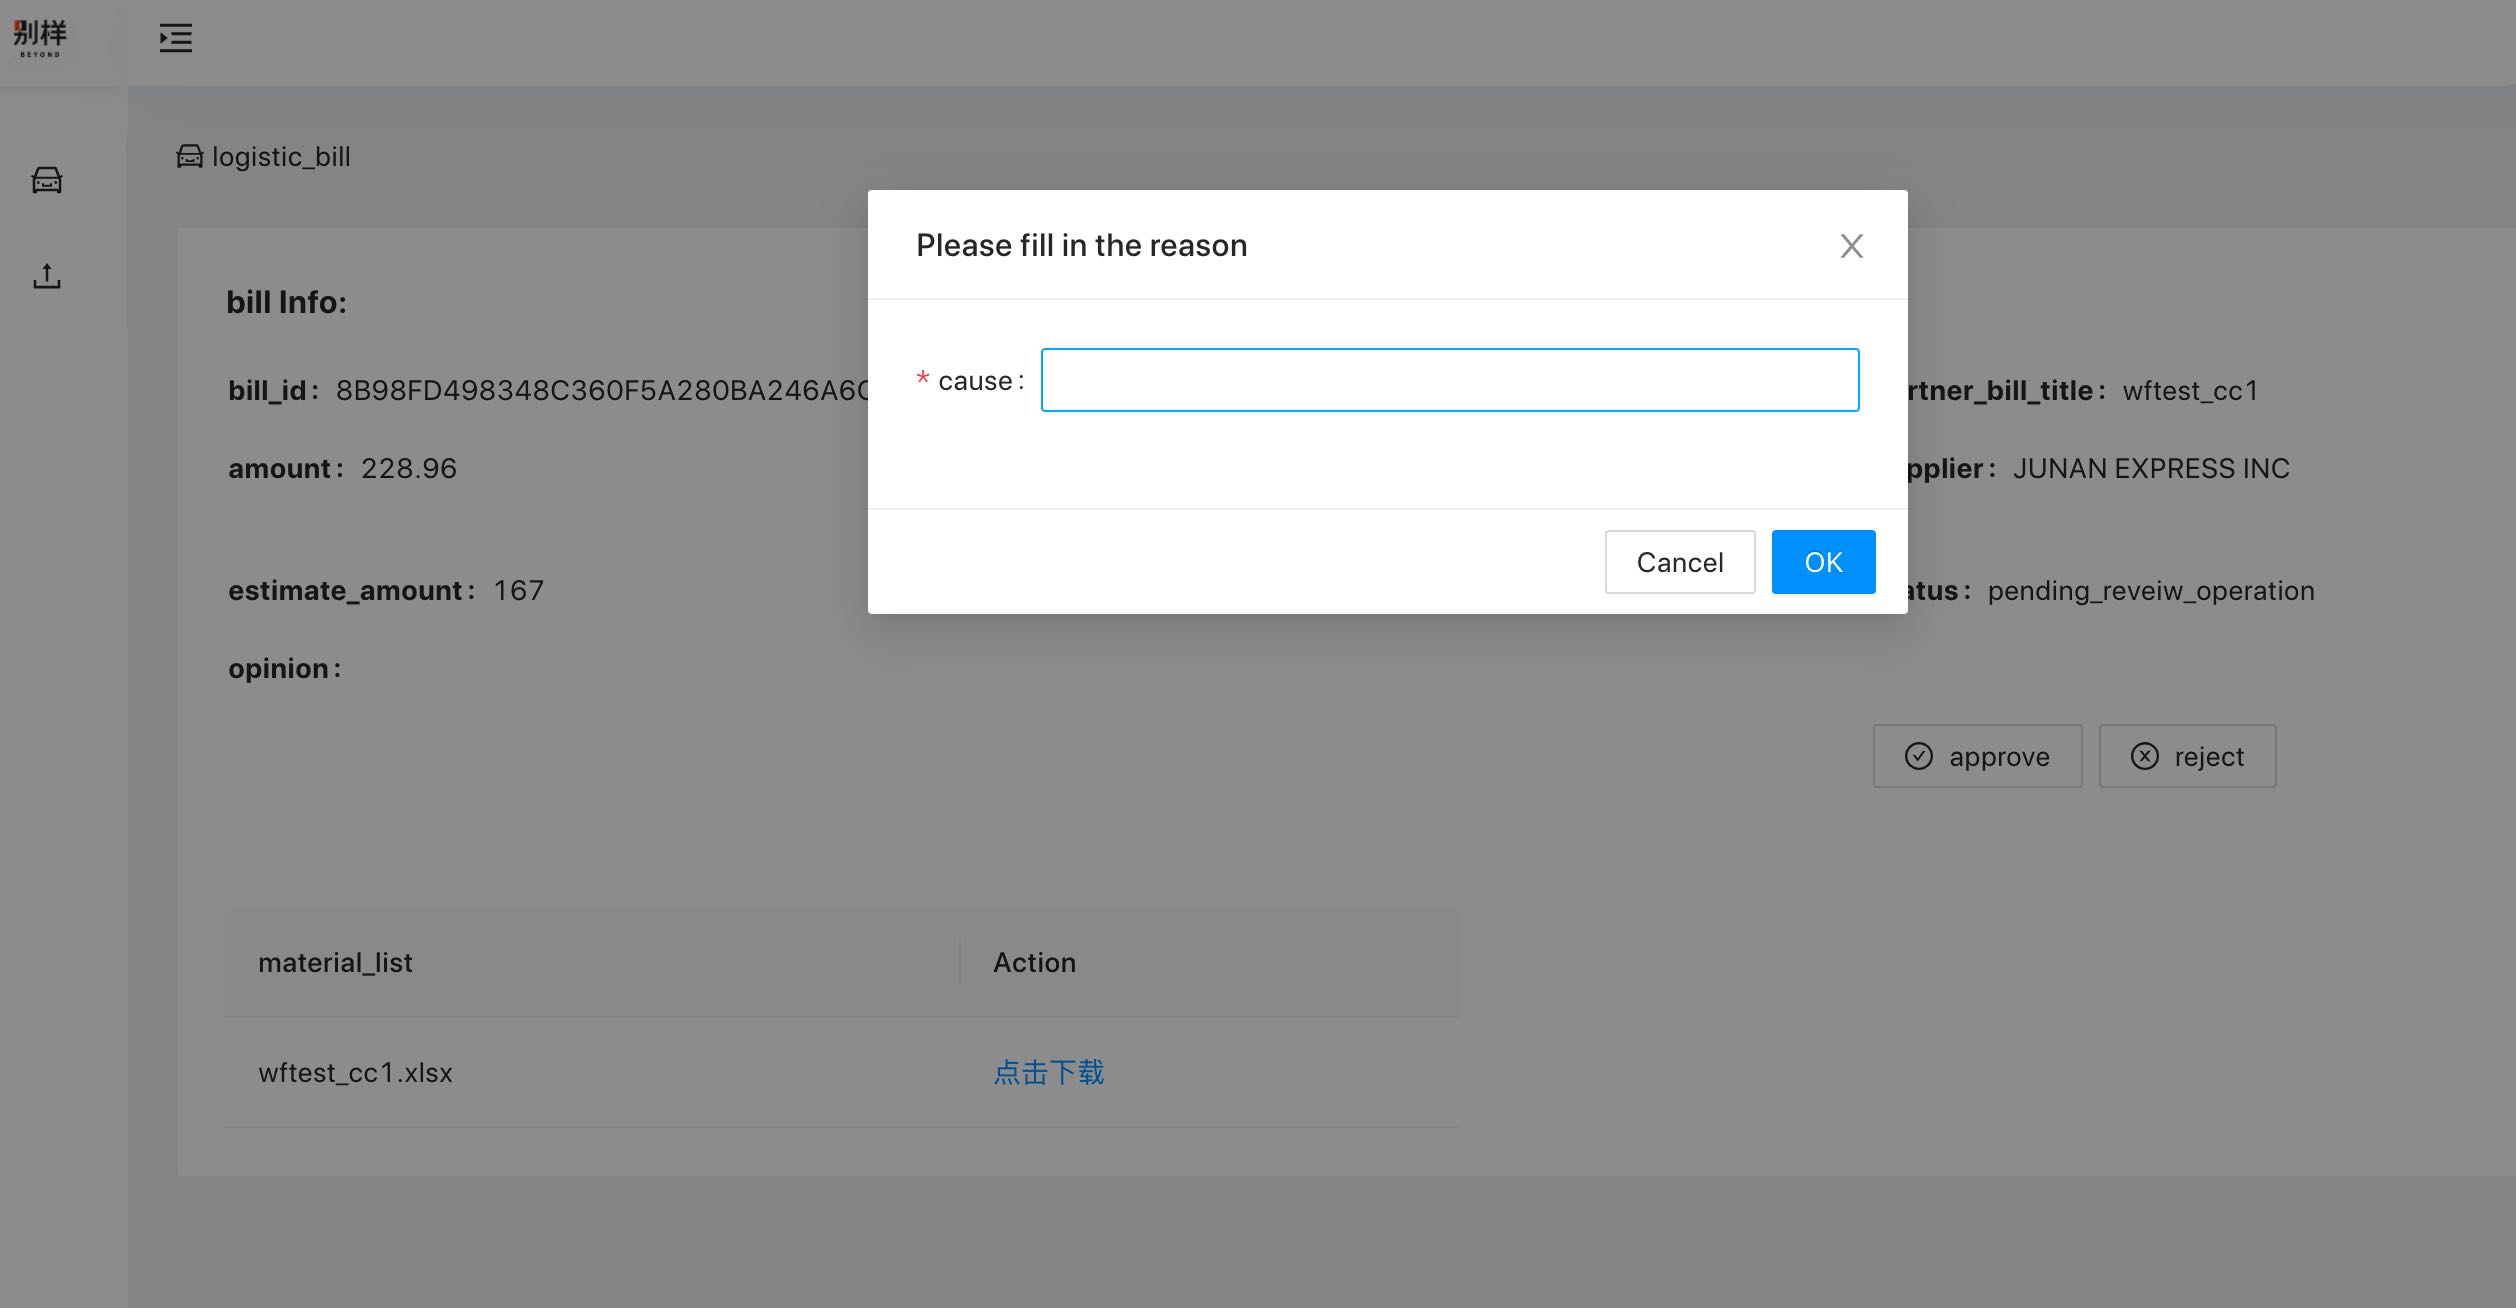 别样
BEYOND
logistic_bill
Please fill in the reason
* cause :
Cancel
OK
bill Info:
bill_id : 8B98FD498348C360F5A280BA246A6C
rtner_bill_title : wftest_cc1
amount : 228.96
pplier : JUNAN EXPRESS INC
estimate_amount : 167
atus : pending_reveiw_operation
opinion :
approve
reject
material_list
Action
wftest_cc1.xlsx
点击下载